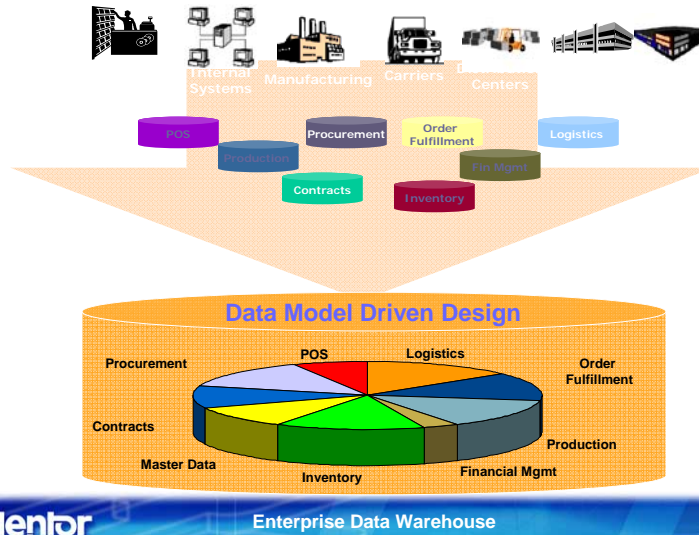 Internal
Systems
Manufacturing
Carriers
Centers
POS
Procurement
Order
Fulfillment
Logistics
Production
Fin Mgmt
Contracts
Inventory
Data Model Driven Design
POS
Logistics
Procurement
Order
Fulfillment
Contracts
Production
Master Data
Financial Mgmt
Inventory
Enterprise Data Warehouse